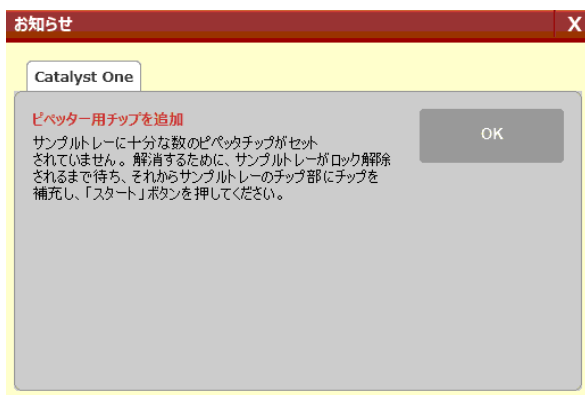 お知らせ
X
Catalyst One
ピペッター用チップを追加
OK
サンプルトレーに十分な数のピペッタチップがセット
されていません。解消するために、サンプルトレーがロック解除
されるまで待ち、それからサンプルトレーのチップ部にチップを
補充し、「スタート」ボタンを押してください。